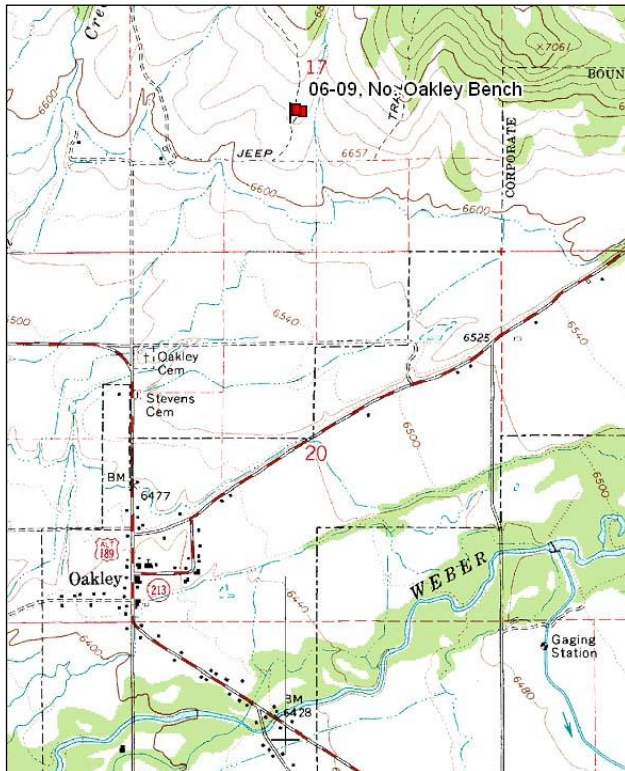 Creek
×7061
17
BOUN
06-09, No. Oakley Bench
6600
TRAIL
CORPORATE
JEEP
6657
6600
6600
6500
6540
6525
6540
Oakley
Cem
Stevens
Cem
6500
20
BM
6477
6500
ALT
189
WEBER
Oakley
213
6440
6400
Gaging
Station
BM
6428
6480